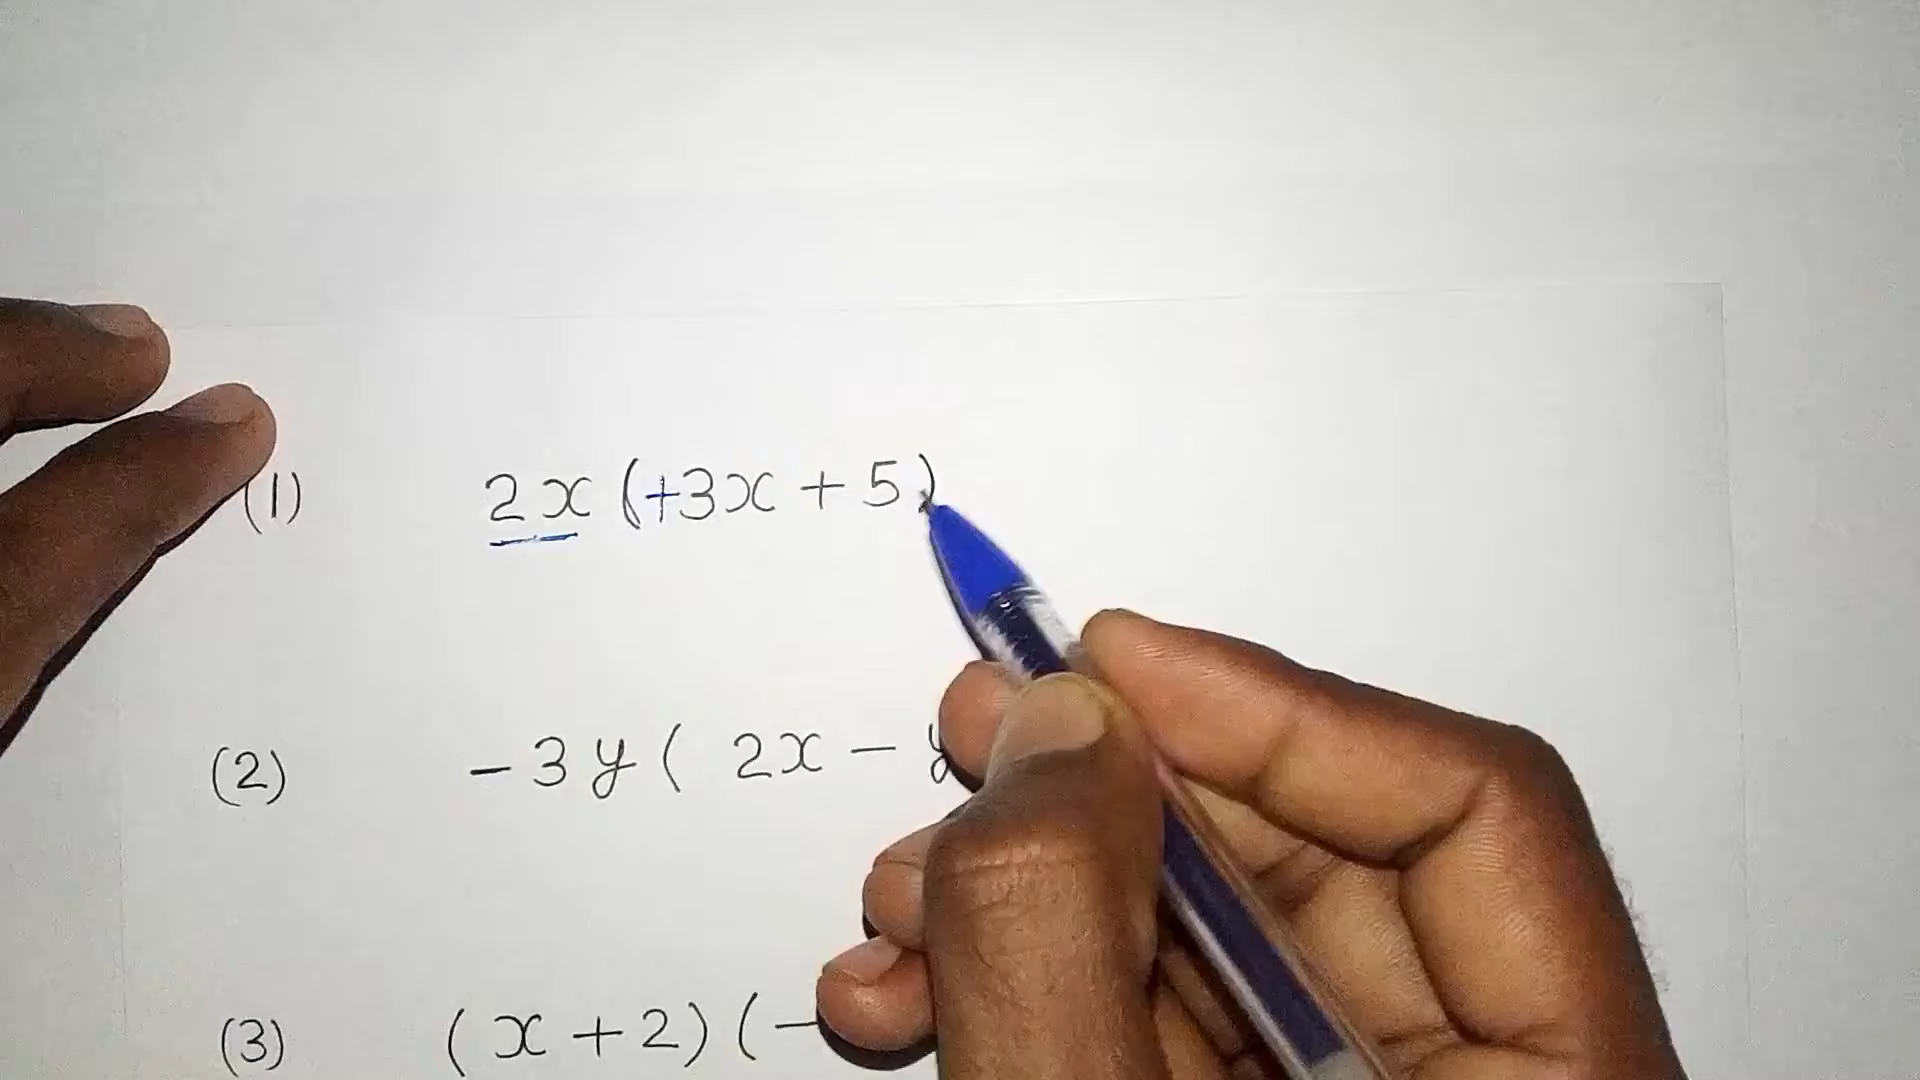 (1) 2x (+3x + 5)
(2) -3y ( 2x - y
(3) (x + 2) ( -